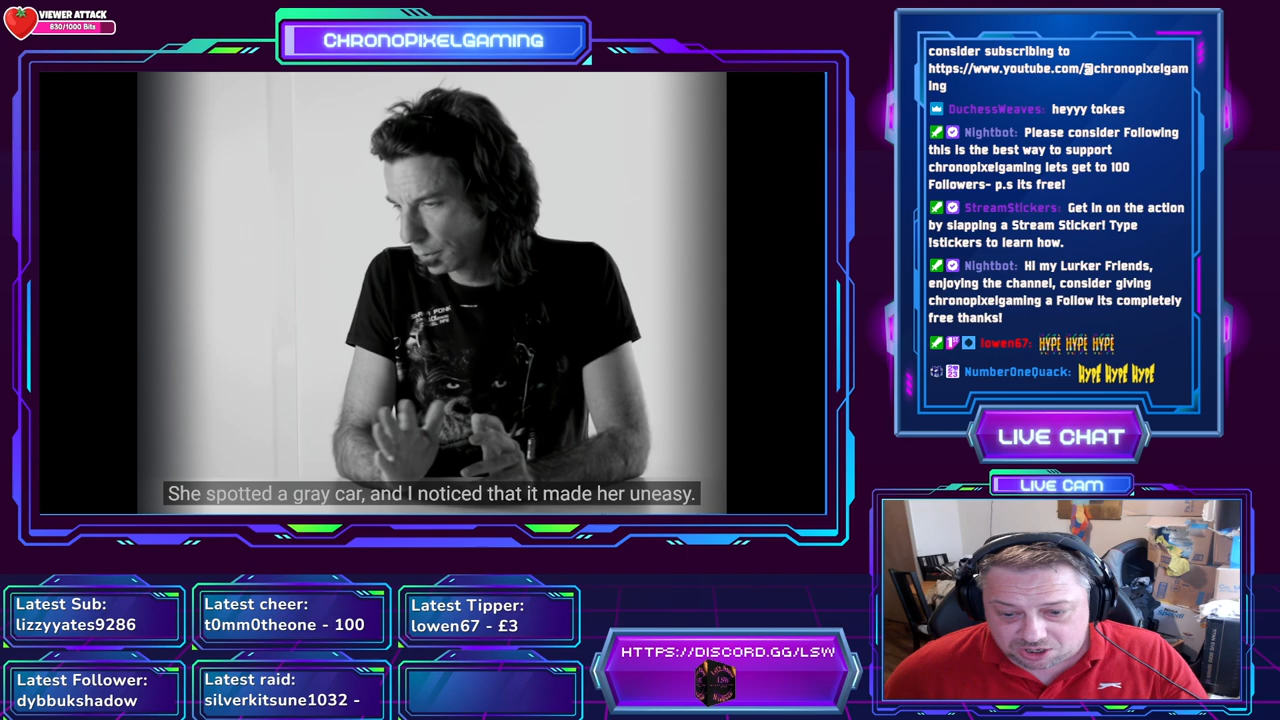 VIEWER ATTACK
830/1000 Bits
CHRONOPIXELGAMING
She spotted a gray car, and I noticed that it made her uneasy.
consider subscribing to
https://www.youtube.com/@chronopixelgam
ing
DuchessWeaves: heyyy tokes
Nightbot: Please consider Following
this is the best way to support
chronopixelgaming lets get to 100
Followers- p.s its free!
StreamStickers: Get in on the action
by slapping a Stream Sticker! Type
!stickers to learn how.
Nightbot: Hi my Lurker Friends,
enjoying the channel, consider giving
chronopixelgaming a Follow its completely
free thanks!
lowen67: HYPE HYPE HYPE
NumberOneQuack: HYPE HYPE HYPE
LIVE CHAT
LIVE CAM
Latest Sub:
lizzyyates9286
Latest cheer:
t0mm0theone - 100
Latest Tipper:
lowen67 - £3
Latest Follower:
dybbukshadow
Latest raid:
silverkitsune1032 -
HTTPS://DISCORD.GG/LSW
LSW